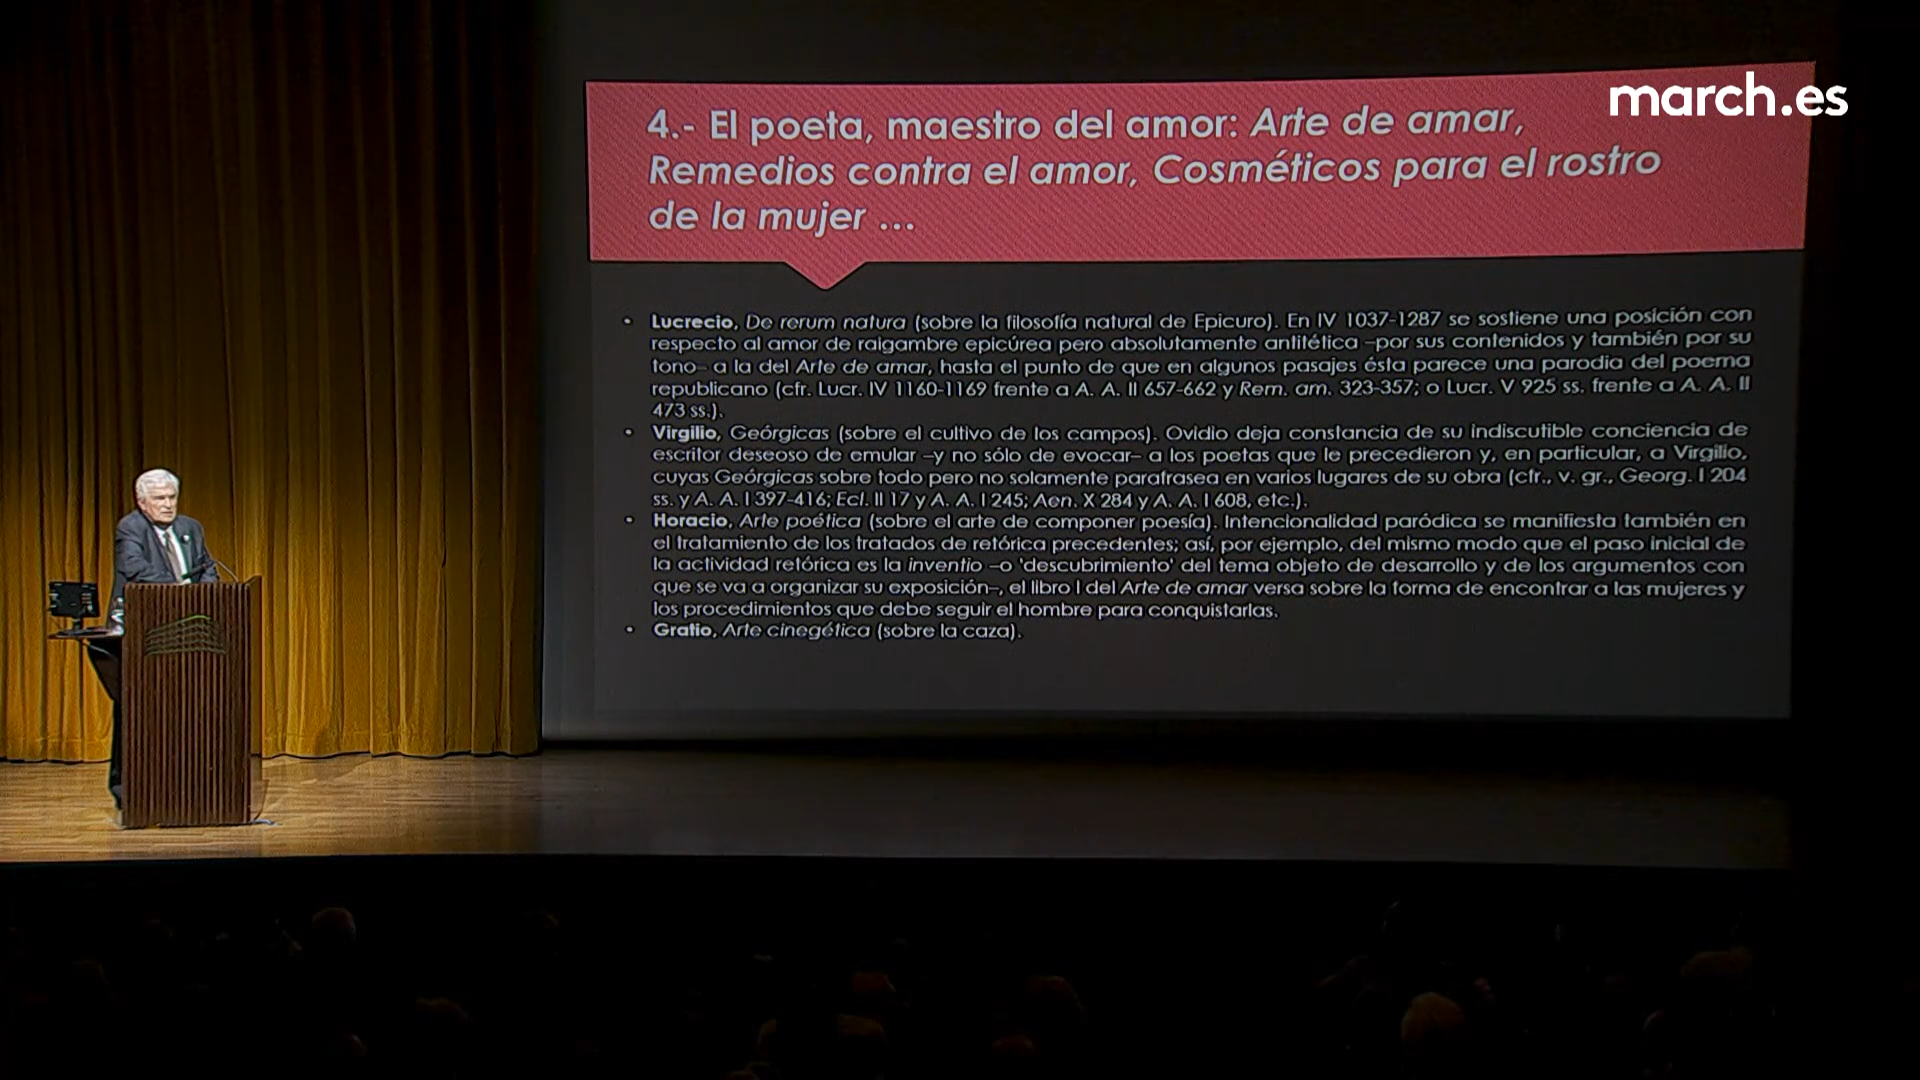 march.es
4.- El poeta, maestro del amor: Arte de amar,
Remedios contra el amor, Cosméticos para el rostro
de la mujer ...
• Lucrecio, De rerum natura (sobre la filosofía natural de Epicuro). En IV 1037-1287 se sostiene una posición con
respecto al amor de raigambre epicúrea pero absolutamente antitética –por sus contenidos y también por su
tono– a la del Arte de amar, hasta el punto de que en algunos pasajes ésta parece una parodia del poema
republicano (cfr. Lucr. IV 1160-1169 frente a A. A. II 657-662 y Rem. am. 323-357; o Lucr. V 925 ss. frente a A. A. II
473 ss.).
• Virgilio, Geórgicas (sobre el cultivo de los campos). Ovidio deja constancia de su indiscutible conciencia de
escritor deseoso de emular –y no sólo de evocar– a los poetas que le precedieron y, en particular, a Virgilio,
cuyas Geórgicas sobre todo pero no solamente parafrasea en varios lugares de su obra (cfr., v. gr., Georg. I 204
ss. y A. A. I 397-416; Ecl. II 17 y A. A. I 245; Aen. X 284 y A. A. I 608, etc.).
• Horacio, Arte poética (sobre el arte de componer poesía). Intencionalidad paródica se manifiesta también en
el tratamiento de los tratados de retórica precedentes; así, por ejemplo, del mismo modo que el paso inicial de
la actividad retórica es la inventio –o 'descubrimiento' del tema objeto de desarrollo y de los argumentos con
que se va a organizar su exposición–, el libro I del Arte de amar versa sobre la forma de encontrar a las mujeres y
los procedimientos que debe seguir el hombre para conquistarlas.
• Gratio, Arte cinegética (sobre la caza).